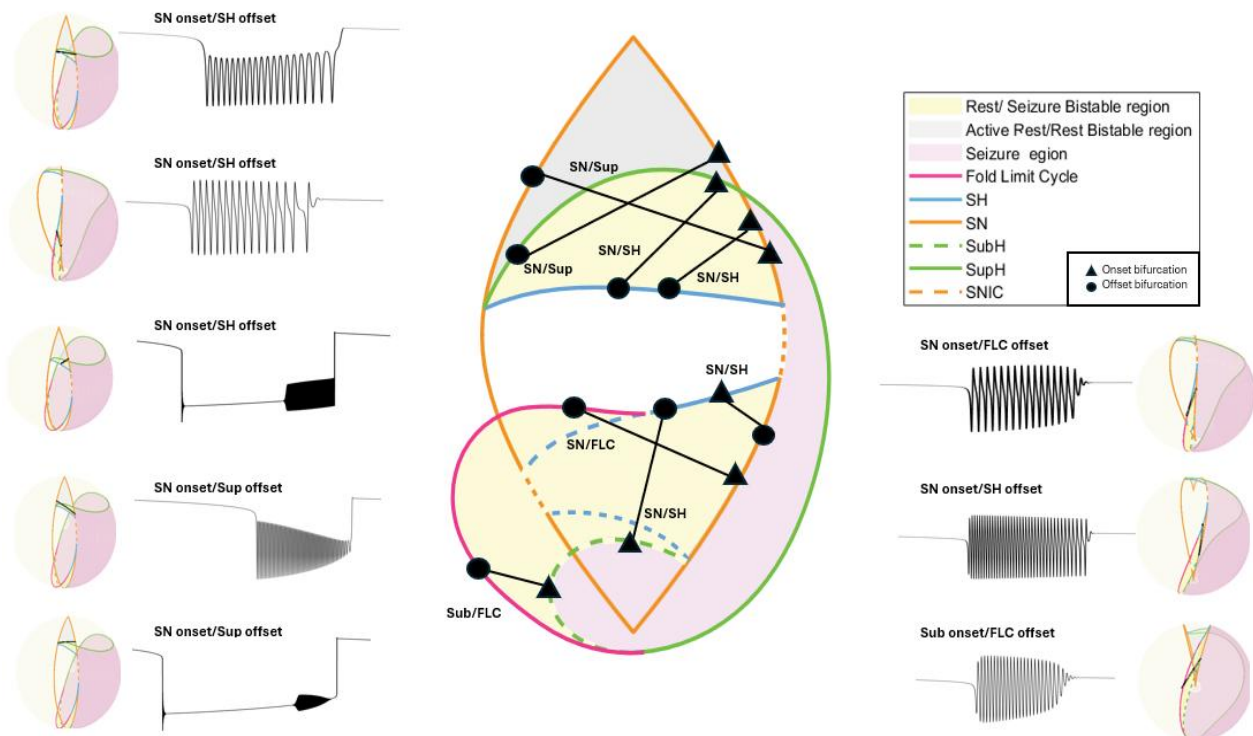 SN onset/SH offset
SN onset/SH offset
SN onset/SH offset
SN onset/Sup offset
SN onset/Sup offset
SN/Sup
SN/Sup
SN/SH
SN/SH
SN/SH
SN/FLC
SN/SH
Sub/FLC
Rest/ Seizure Bistable region
Active Rest/Rest Bistable region
Seizure egion
Fold Limit Cycle
SH
SN
SubH
SupH
SNIC
Onset bifurcation
Offset bifurcation
SN onset/FLC offset
SN onset/SH offset
Sub onset/FLC offset